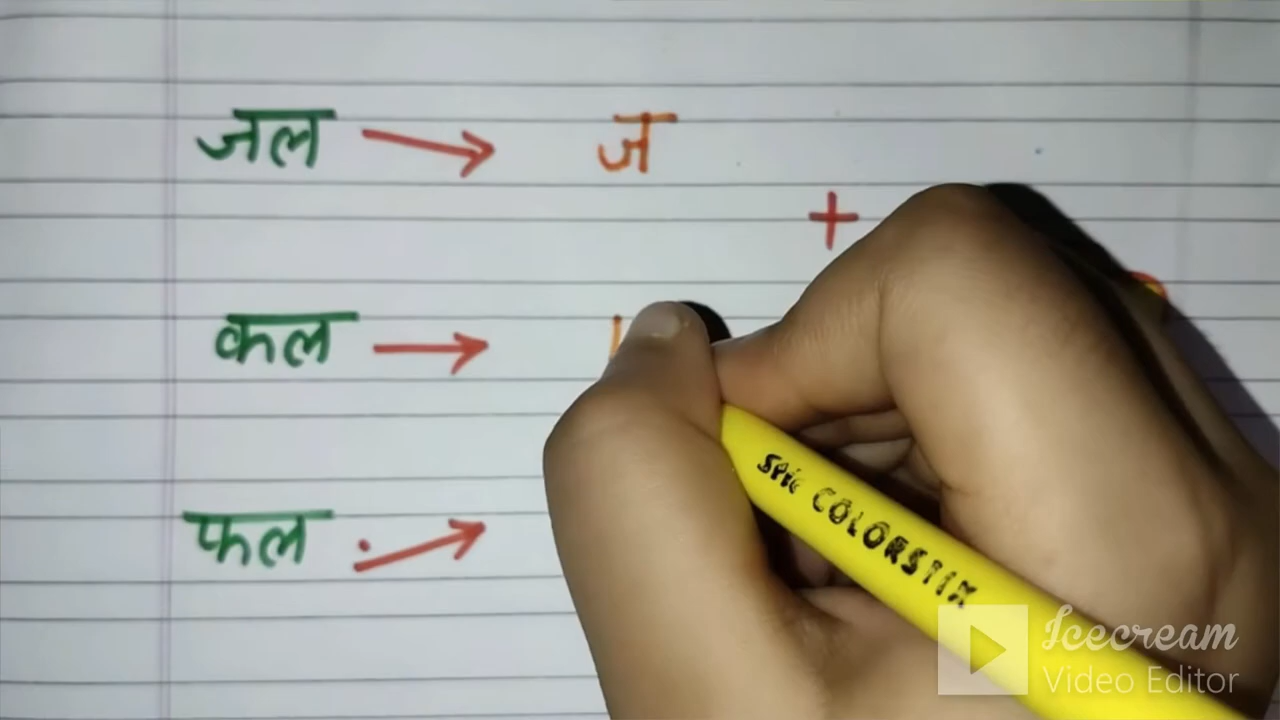 जल → ज
+
कल →
फल →
SPiC COLORSTIX
Icecream
Video Editor